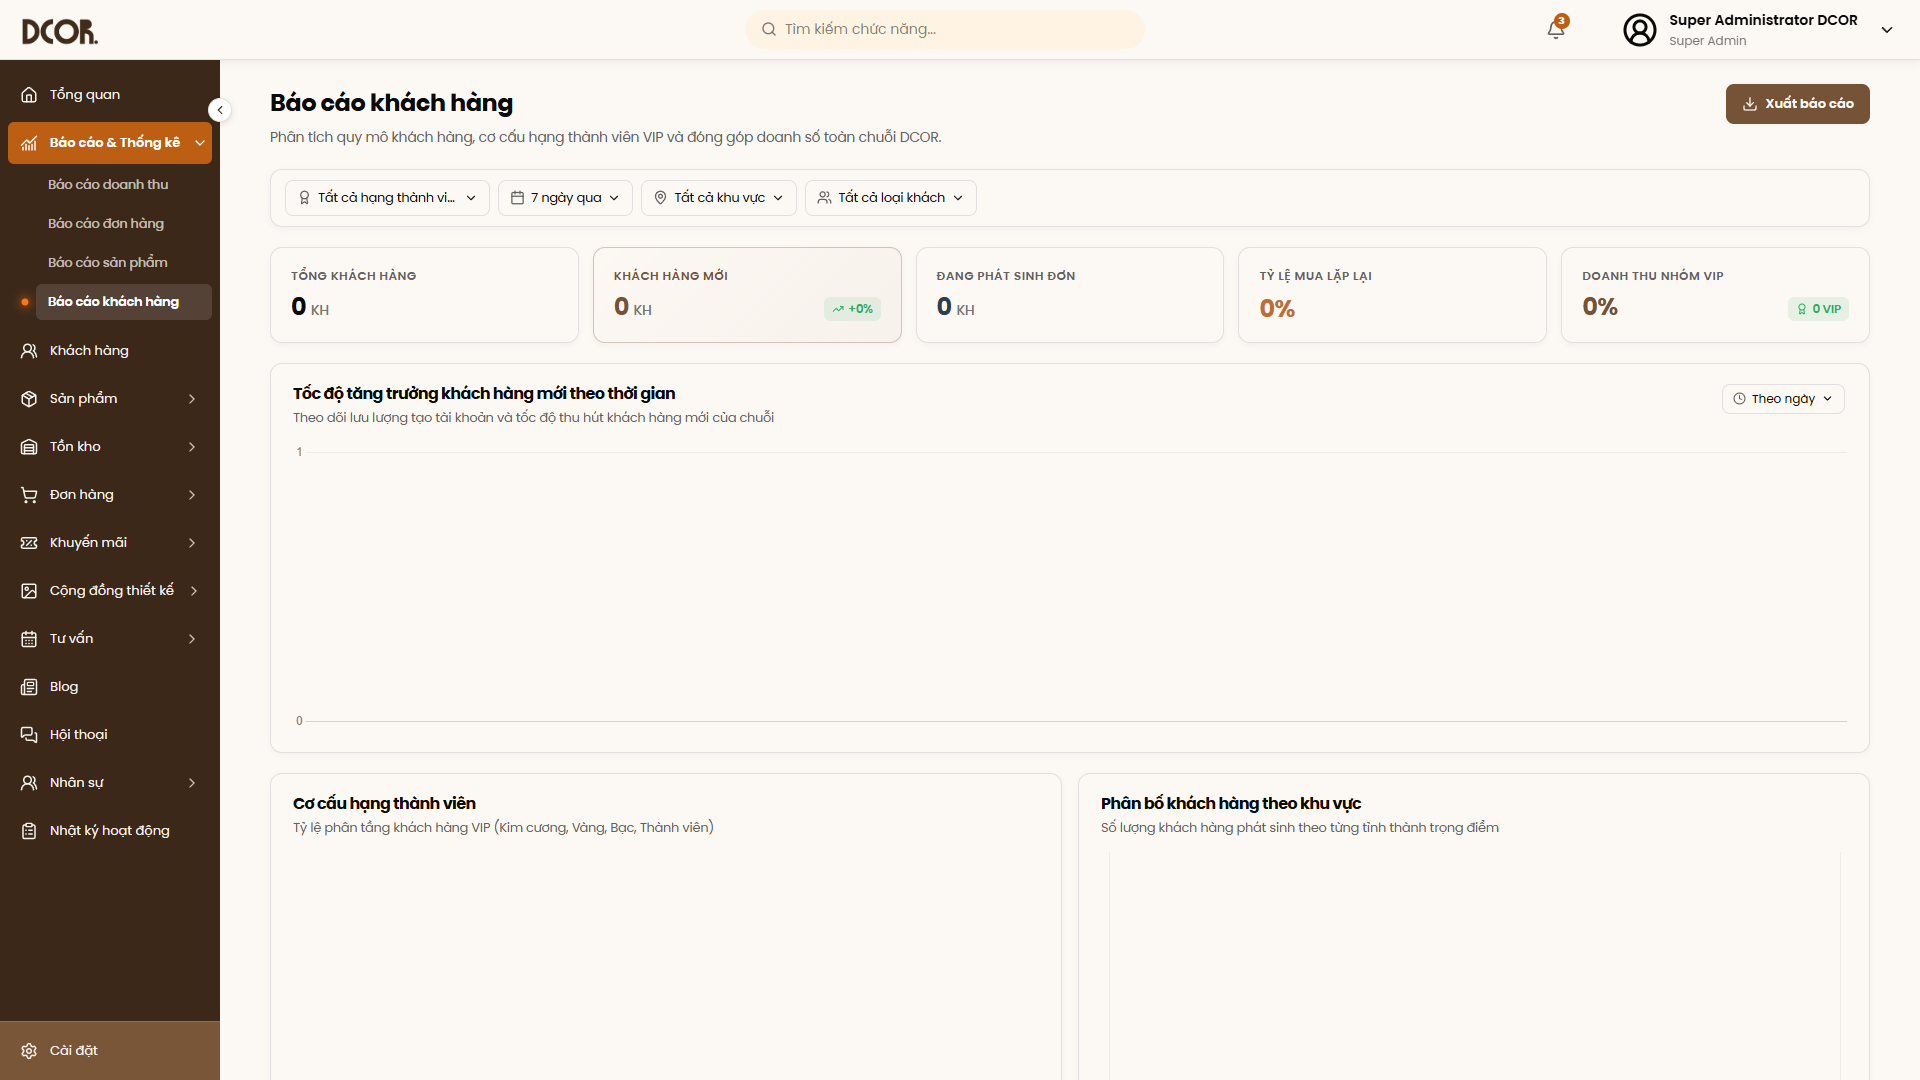 DCOR.
Tìm kiếm chức năng...
3
Super Administrator DCOR
Super Admin
Tổng quan
Báo cáo & Thống kê
Báo cáo doanh thu
Báo cáo đơn hàng
Báo cáo sản phẩm
Báo cáo khách hàng
Khách hàng
Sản phẩm
Tồn kho
Đơn hàng
Khuyến mãi
Cộng đồng thiết kế
Tư vấn
Blog
Hội thoại
Nhân sự
Nhật ký hoạt động
Cài đặt
Báo cáo khách hàng
Phân tích quy mô khách hàng, cơ cấu hạng thành viên VIP và đóng góp doanh số toàn chuỗi DCOR.
Xuất báo cáo
Tất cả hạng thành vi...
7 ngày qua
Tất cả khu vực
Tất cả loại khách
TỔNG KHÁCH HÀNG
0 KH
KHÁCH HÀNG MỚI
0 KH
+0%
ĐANG PHÁT SINH ĐƠN
0 KH
TỶ LỆ MUA LẶP LẠI
0%
DOANH THU NHÓM VIP
0%
0 VIP
Tốc độ tăng trưởng khách hàng mới theo thời gian
Theo dõi lưu lượng tạo tài khoản và tốc độ thu hút khách hàng mới của chuỗi
Theo ngày
1
0
Cơ cấu hạng thành viên
Tỷ lệ phân tầng khách hàng VIP (Kim cương, Vàng, Bạc, Thành viên)
Phân bố khách hàng theo khu vực
Số lượng khách hàng phát sinh theo từng tỉnh thành trọng điểm